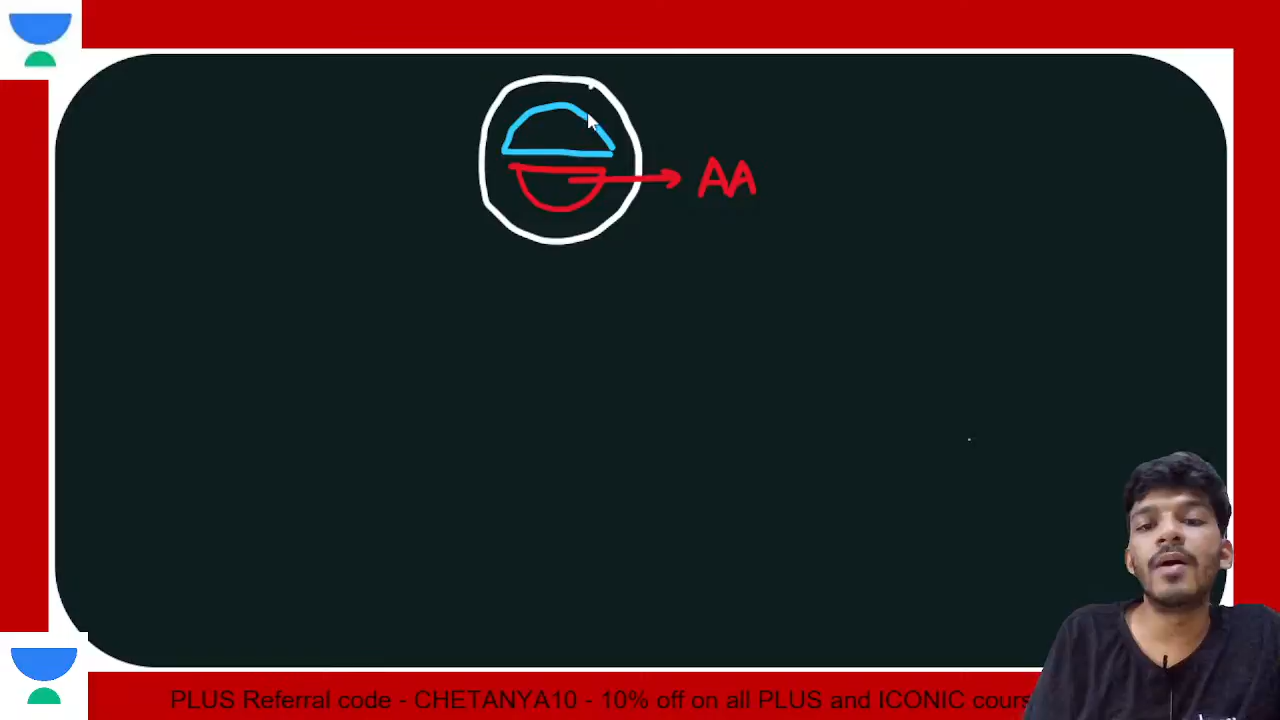 AA
PLUS Referral code - CHETANYA10 - 10% off on all PLUS and ICONIC cours